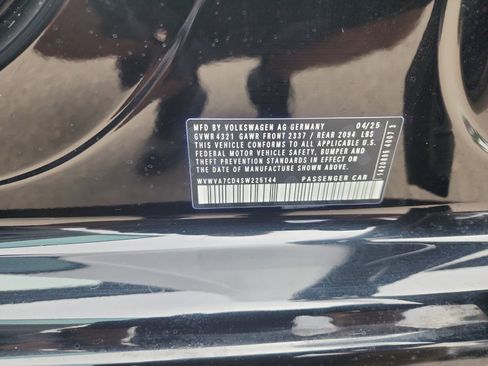 MFD BY VOLKSWAGEN AG GERMANY 04/25
GVWR 4321 GAWR FRONT 2337 / REAR 2094 LBS
THIS VEHICLE CONFORMS TO ALL APPLICABLE U.S.
FEDERAL MOTOR VEHICLE SAFETY, BUMPER AND
THEFT PREVENTION STANDARDS IN EFFECT ON
THE DATE OF MANUFACTURE SHOWN ABOVE
WVWVA7CD4SW225144 PASSENGER CAR